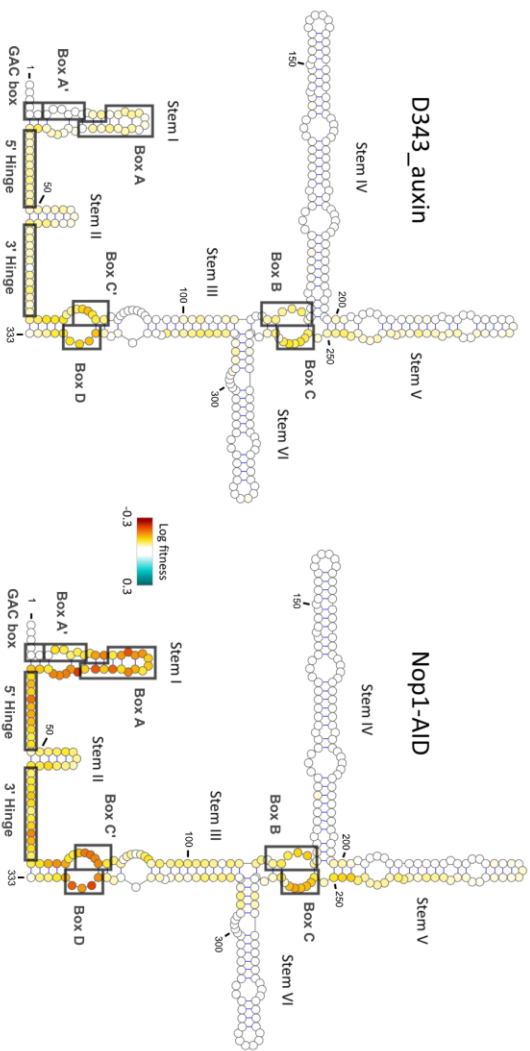 D343_auxin
Stem IV
150
Stem V
200
250
Box B
Box C
Stem VI
300
Stem III
100
Box C'
Box D
Stem I
Box A
Box A'
GAC box
1
Stem II
50
5' Hinge
3' Hinge
333
Log fitness
-0.3
0.3
Nop1-AID
Stem IV
150
Stem V
200
250
Box B
Box C
Stem VI
300
Stem III
100
Box C'
Box D
Stem I
Box A
Box A'
GAC box
1
Stem II
50
5' Hinge
3' Hinge
333